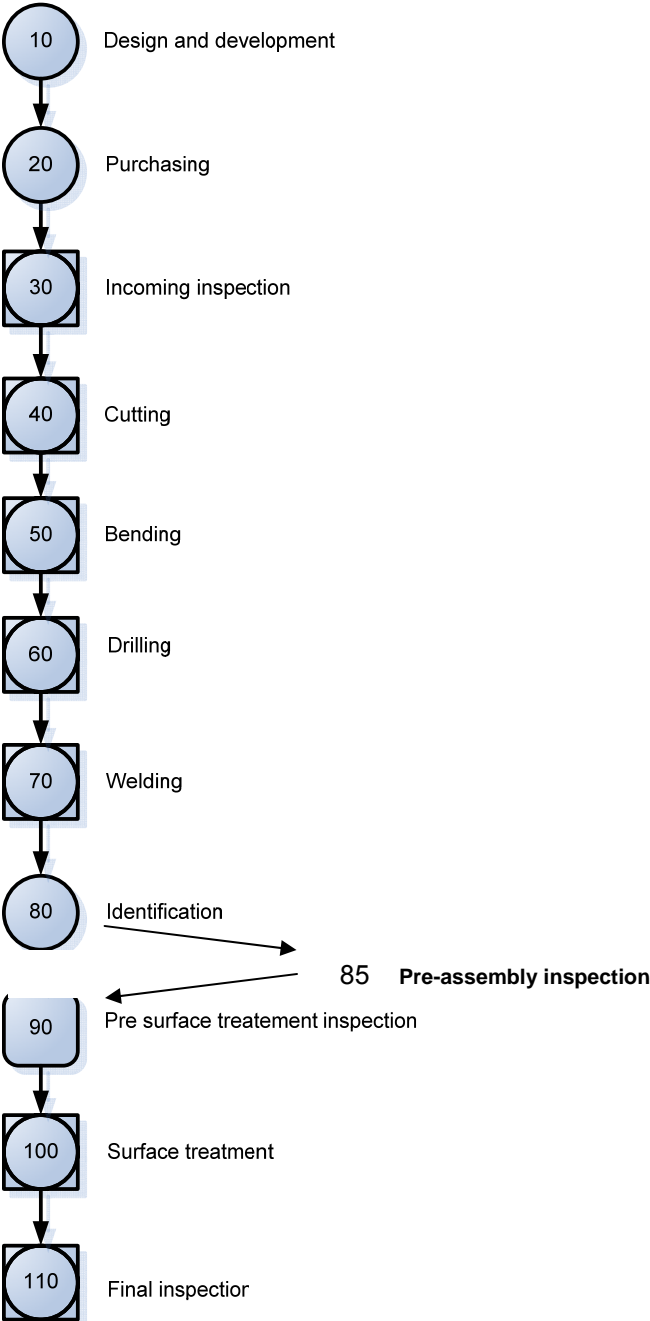 10 Design and development
20 Purchasing
30 Incoming inspection
40 Cutting
50 Bending
60 Drilling
70 Welding
80 Identification
85 Pre-assembly inspection
90 Pre surface treatement inspection
100 Surface treatment
110 Final inspection